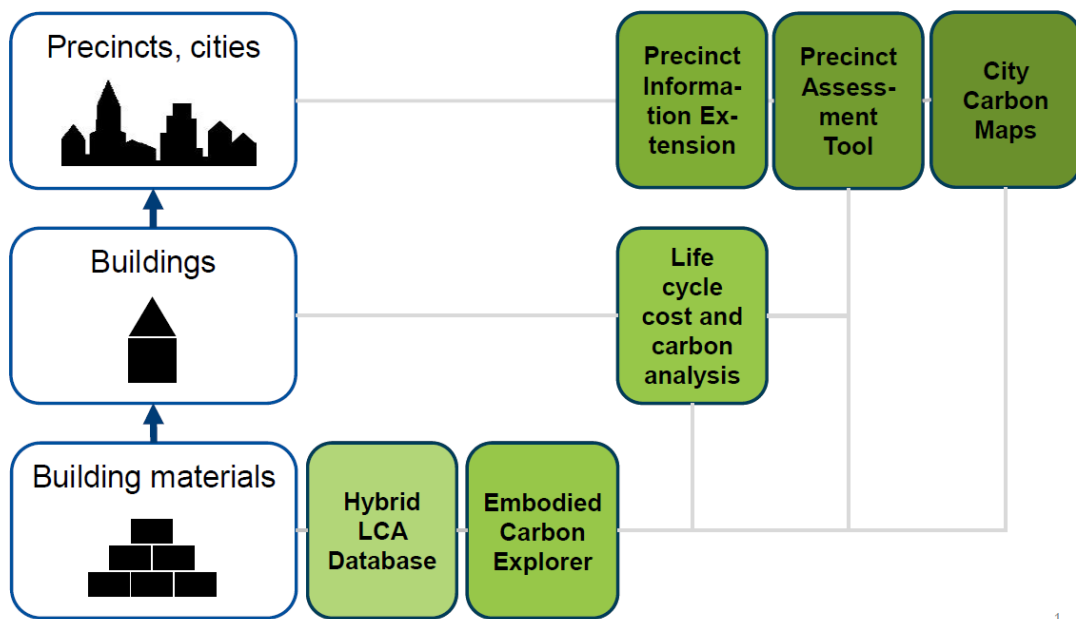 Precincts, cities
Precinct
Informa-
tion Ex-
tension
Precinct
Assess-
ment
Tool
City
Carbon
Maps
Buildings
Life
cycle
cost and
carbon
analysis
Building materials
Hybrid
LCA
Database
Embodied
Carbon
Explorer
1